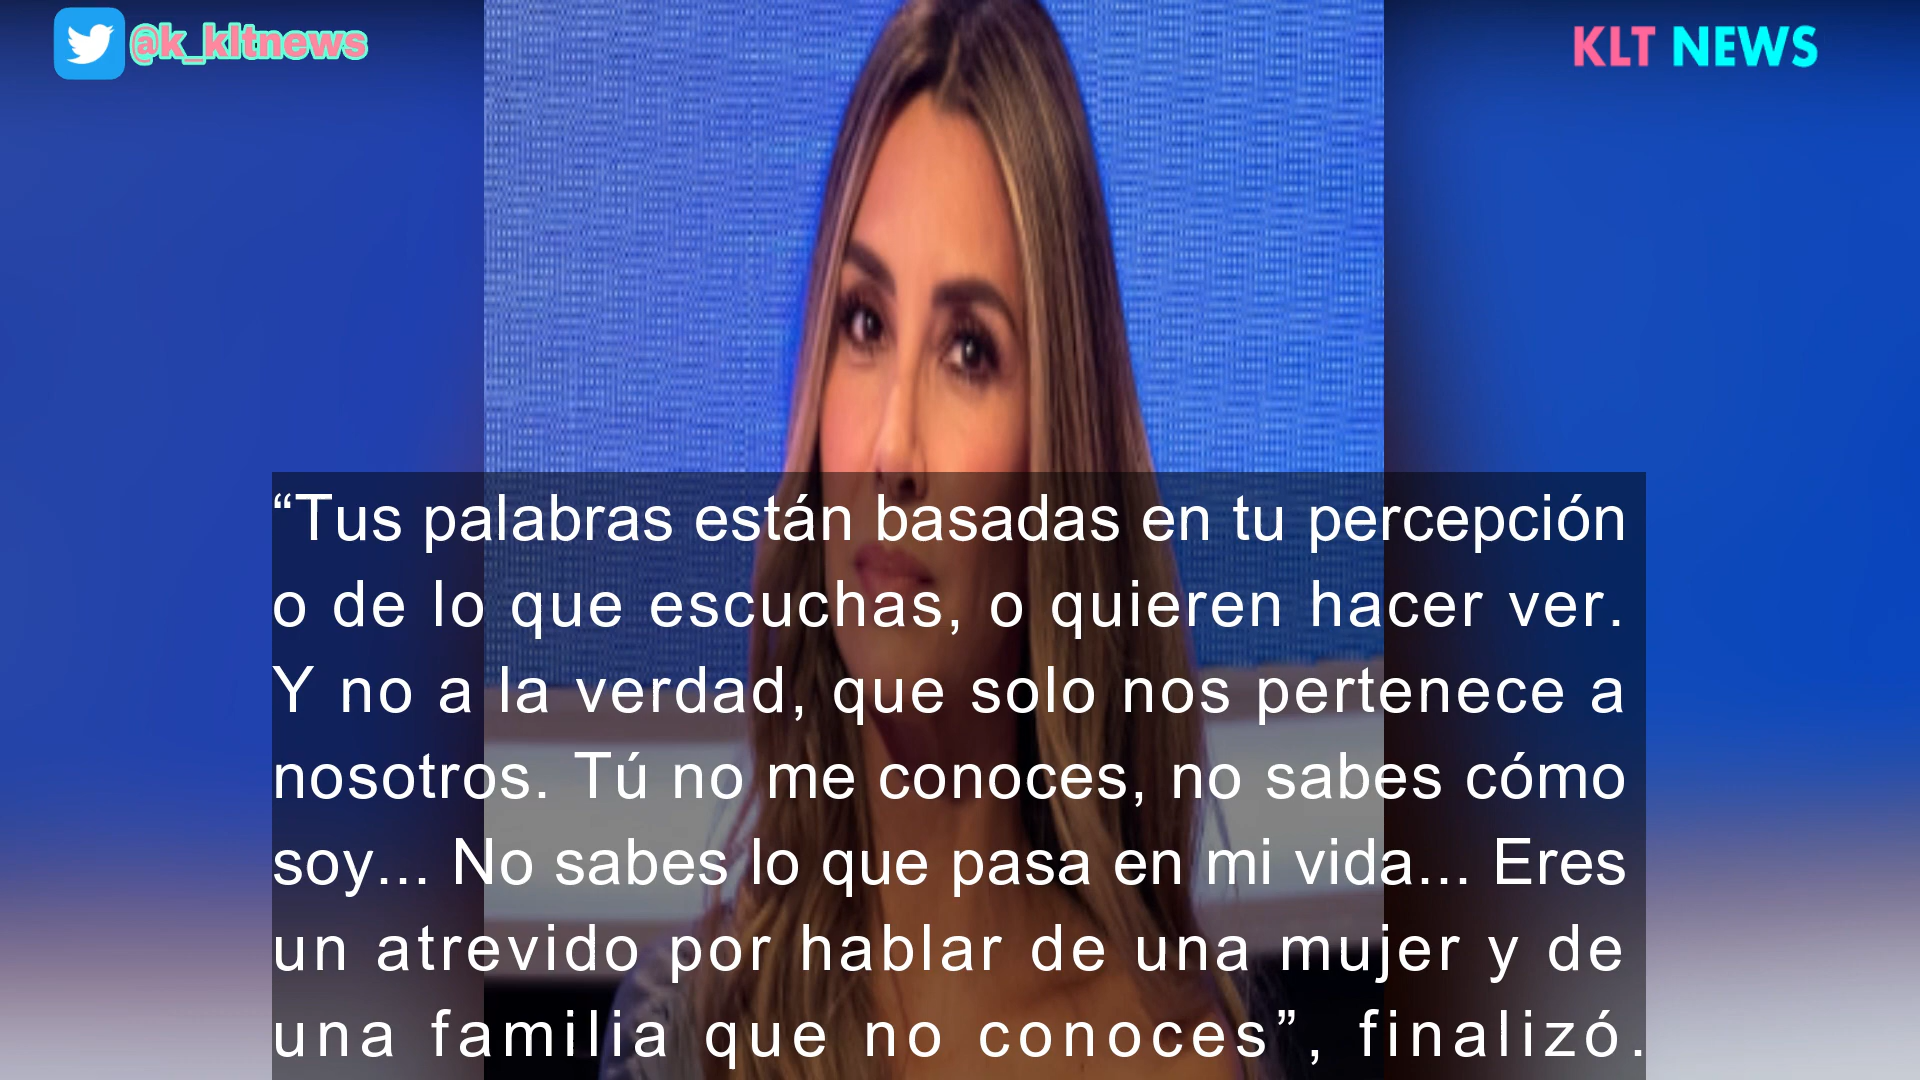 @k_kltnews
KLT NEWS
“Tus palabras están basadas en tu percepción
o de lo que escuchas, o quieren hacer ver.
Y no a la verdad, que solo nos pertenece a
nosotros. Tú no me conoces, no sabes cómo
soy... No sabes lo que pasa en mi vida... Eres
un atrevido por hablar de una mujer y de
una familia que no conoces”, finalizó.